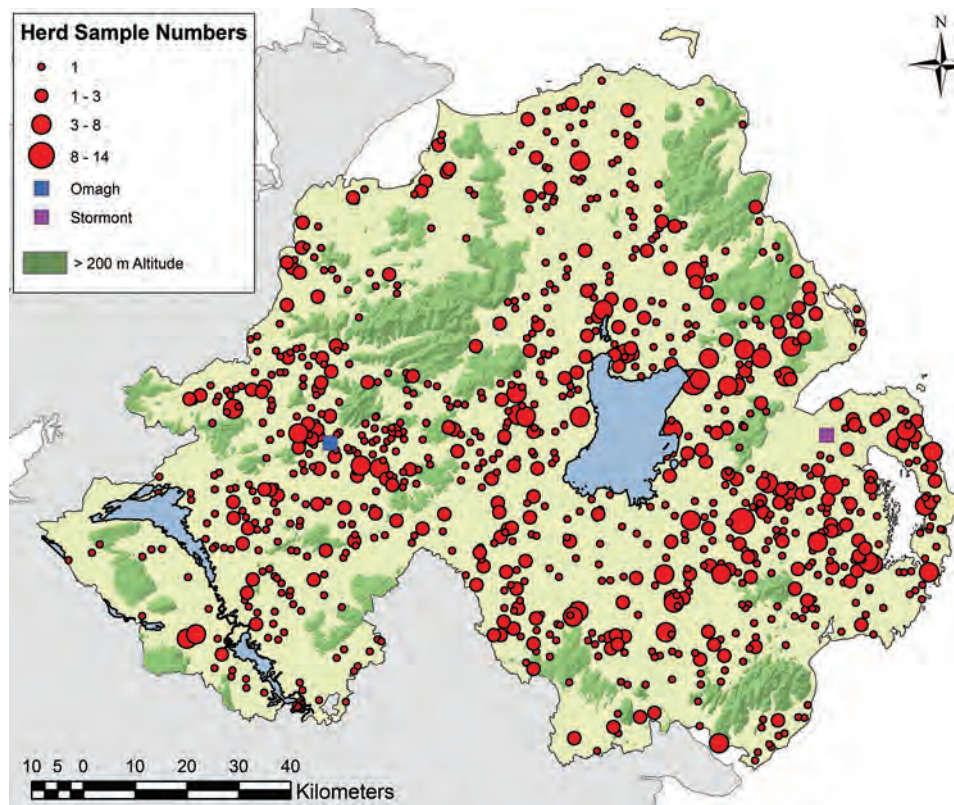 Herd Sample Numbers
1
1 - 3
3 - 8
8 - 14
Omagh
Stormont
> 200 m Altitude
N
10 5 0 10 20 30 40
Kilometers